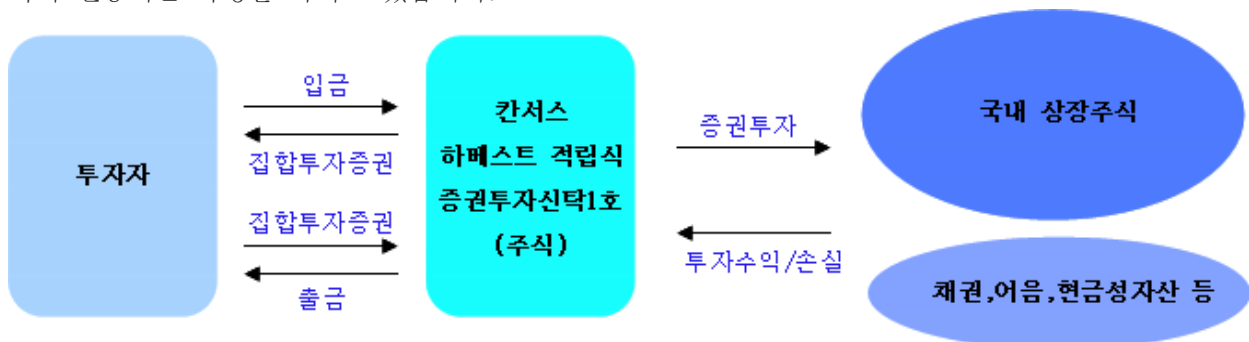 입금
집합투자증권
투자자
집합투자증권
출금
칸서스
하베스트 적립식
증권투자신탁1호
(주식)
증권투자
투자수익/손실
국내 상장주식
채권,어음,현금성자산 등